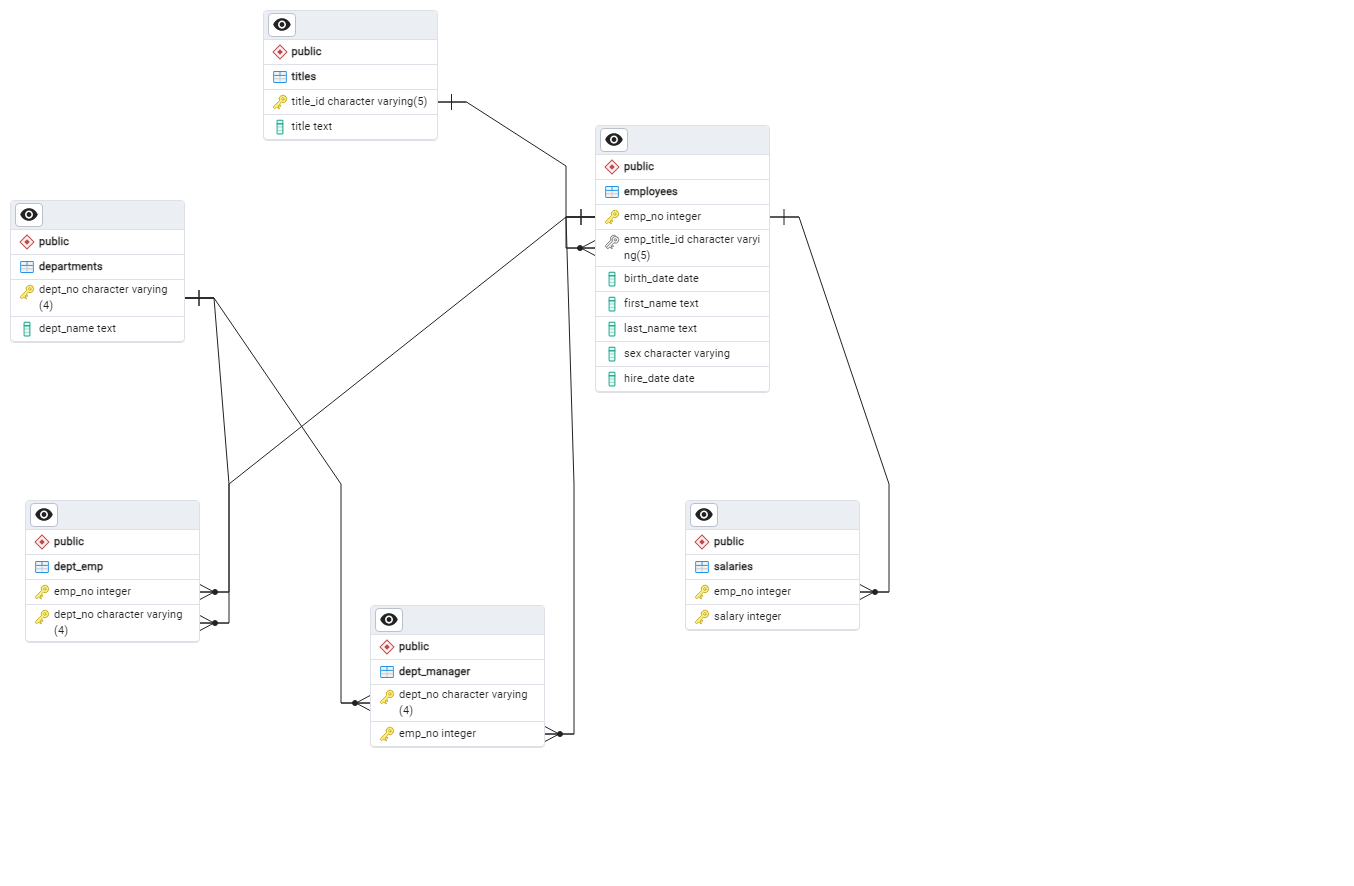 public
titles
title_id character varying(5)
title text
public
employees
emp_no integer
emp_title_id character varyi
ng(5)
birth_date date
first_name text
last_name text
sex character varying
hire_date date
public
departments
dept_no character varying
(4)
dept_name text
public
dept_emp
emp_no integer
dept_no character varying
(4)
public
dept_manager
dept_no character varying
(4)
emp_no integer
public
salaries
emp_no integer
salary integer